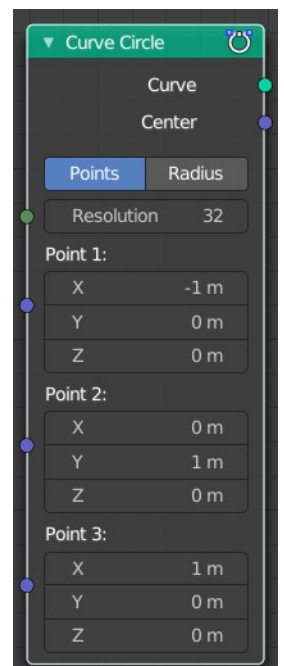 Curve Circle
Curve
Center
Points Radius
Resolution 32
Point 1:
X -1 m
Y 0 m
Z 0 m
Point 2:
X 0 m
Y 1 m
Z 0 m
Point 3:
X 1 m
Y 0 m
Z 0 m